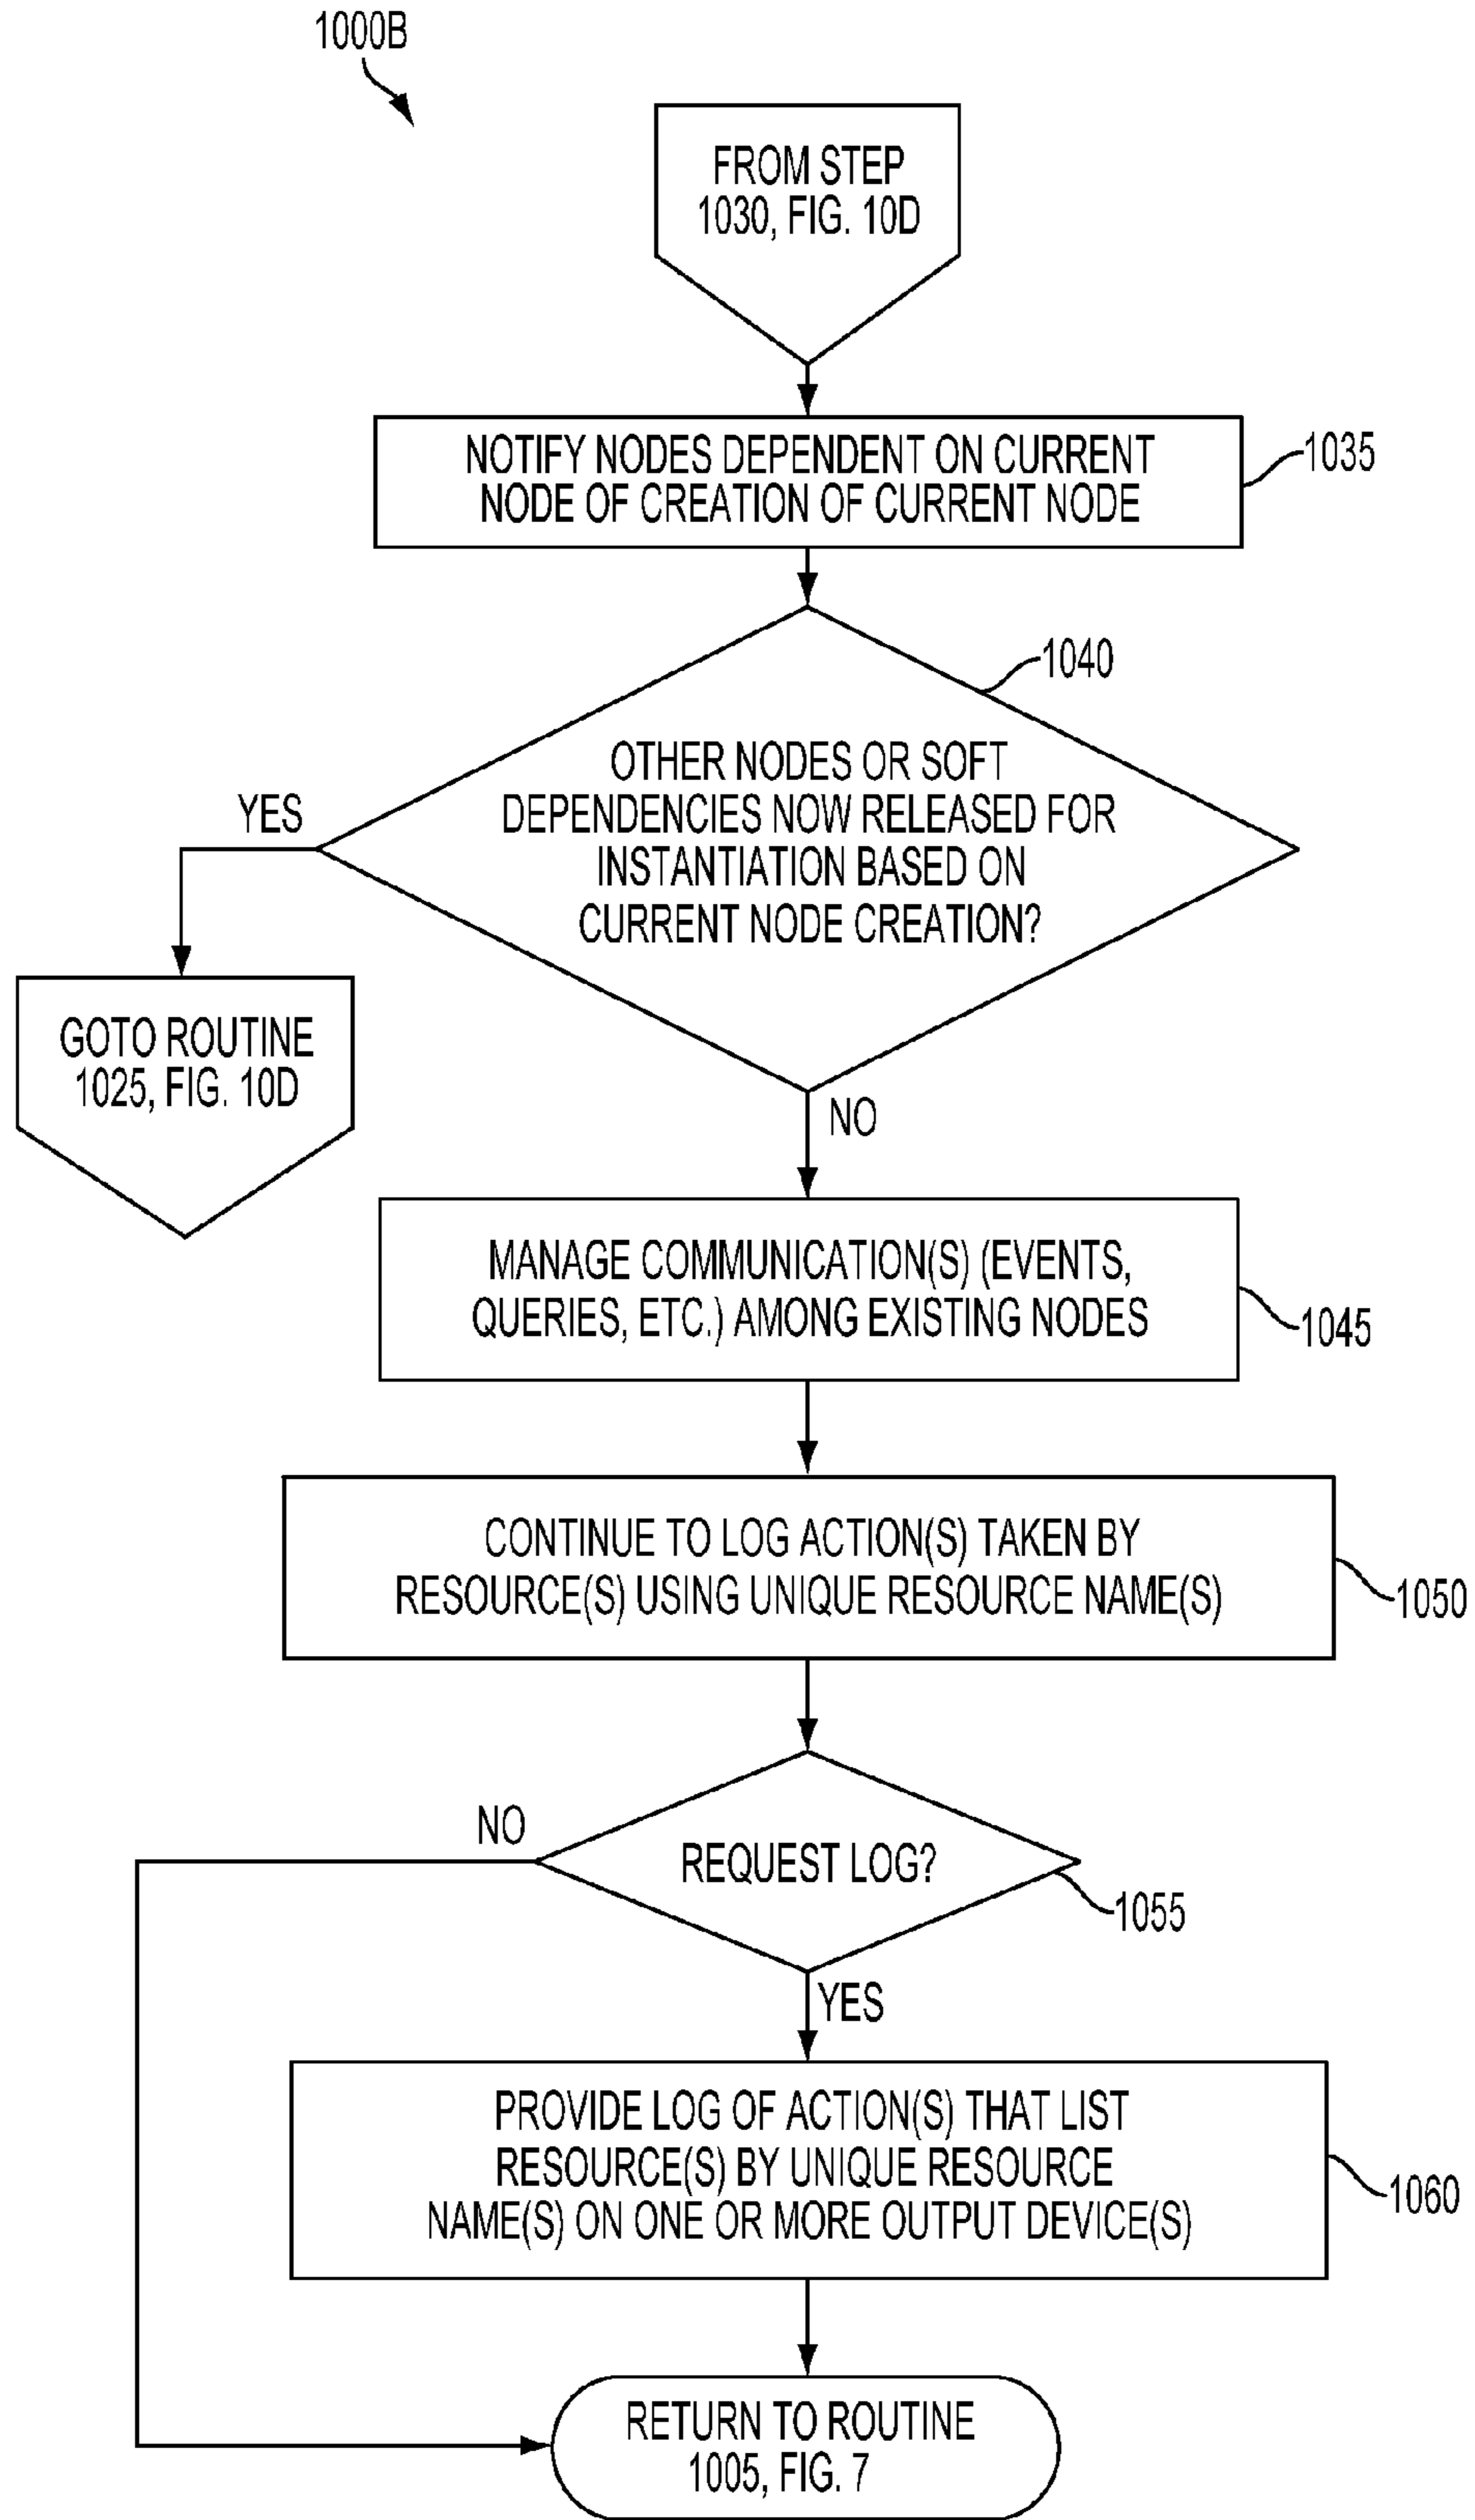 1000B
FROM STEP
1030, FIG. 10D
NOTIFY NODES DEPENDENT ON CURRENT
NODE OF CREATION OF CURRENT NODE
1035
1040
OTHER NODES OR SOFT
DEPENDENCIES NOW RELEASED FOR
INSTANTIATION BASED ON
CURRENT NODE CREATION?
YES
GOTO ROUTINE
1025, FIG. 10D
NO
MANAGE COMMUNICATION(S) (EVENTS,
QUERIES, ETC.) AMONG EXISTING NODES
1045
CONTINUE TO LOG ACTION(S) TAKEN BY
RESOURCE(S) USING UNIQUE RESOURCE NAME(S)
1050
NO
REQUEST LOG?
1055
YES
PROVIDE LOG OF ACTION(S) THAT LIST
RESOURCE(S) BY UNIQUE RESOURCE
NAME(S) ON ONE OR MORE OUTPUT DEVICE(S)
1060
RETURN TO ROUTINE
1005, FIG. 7